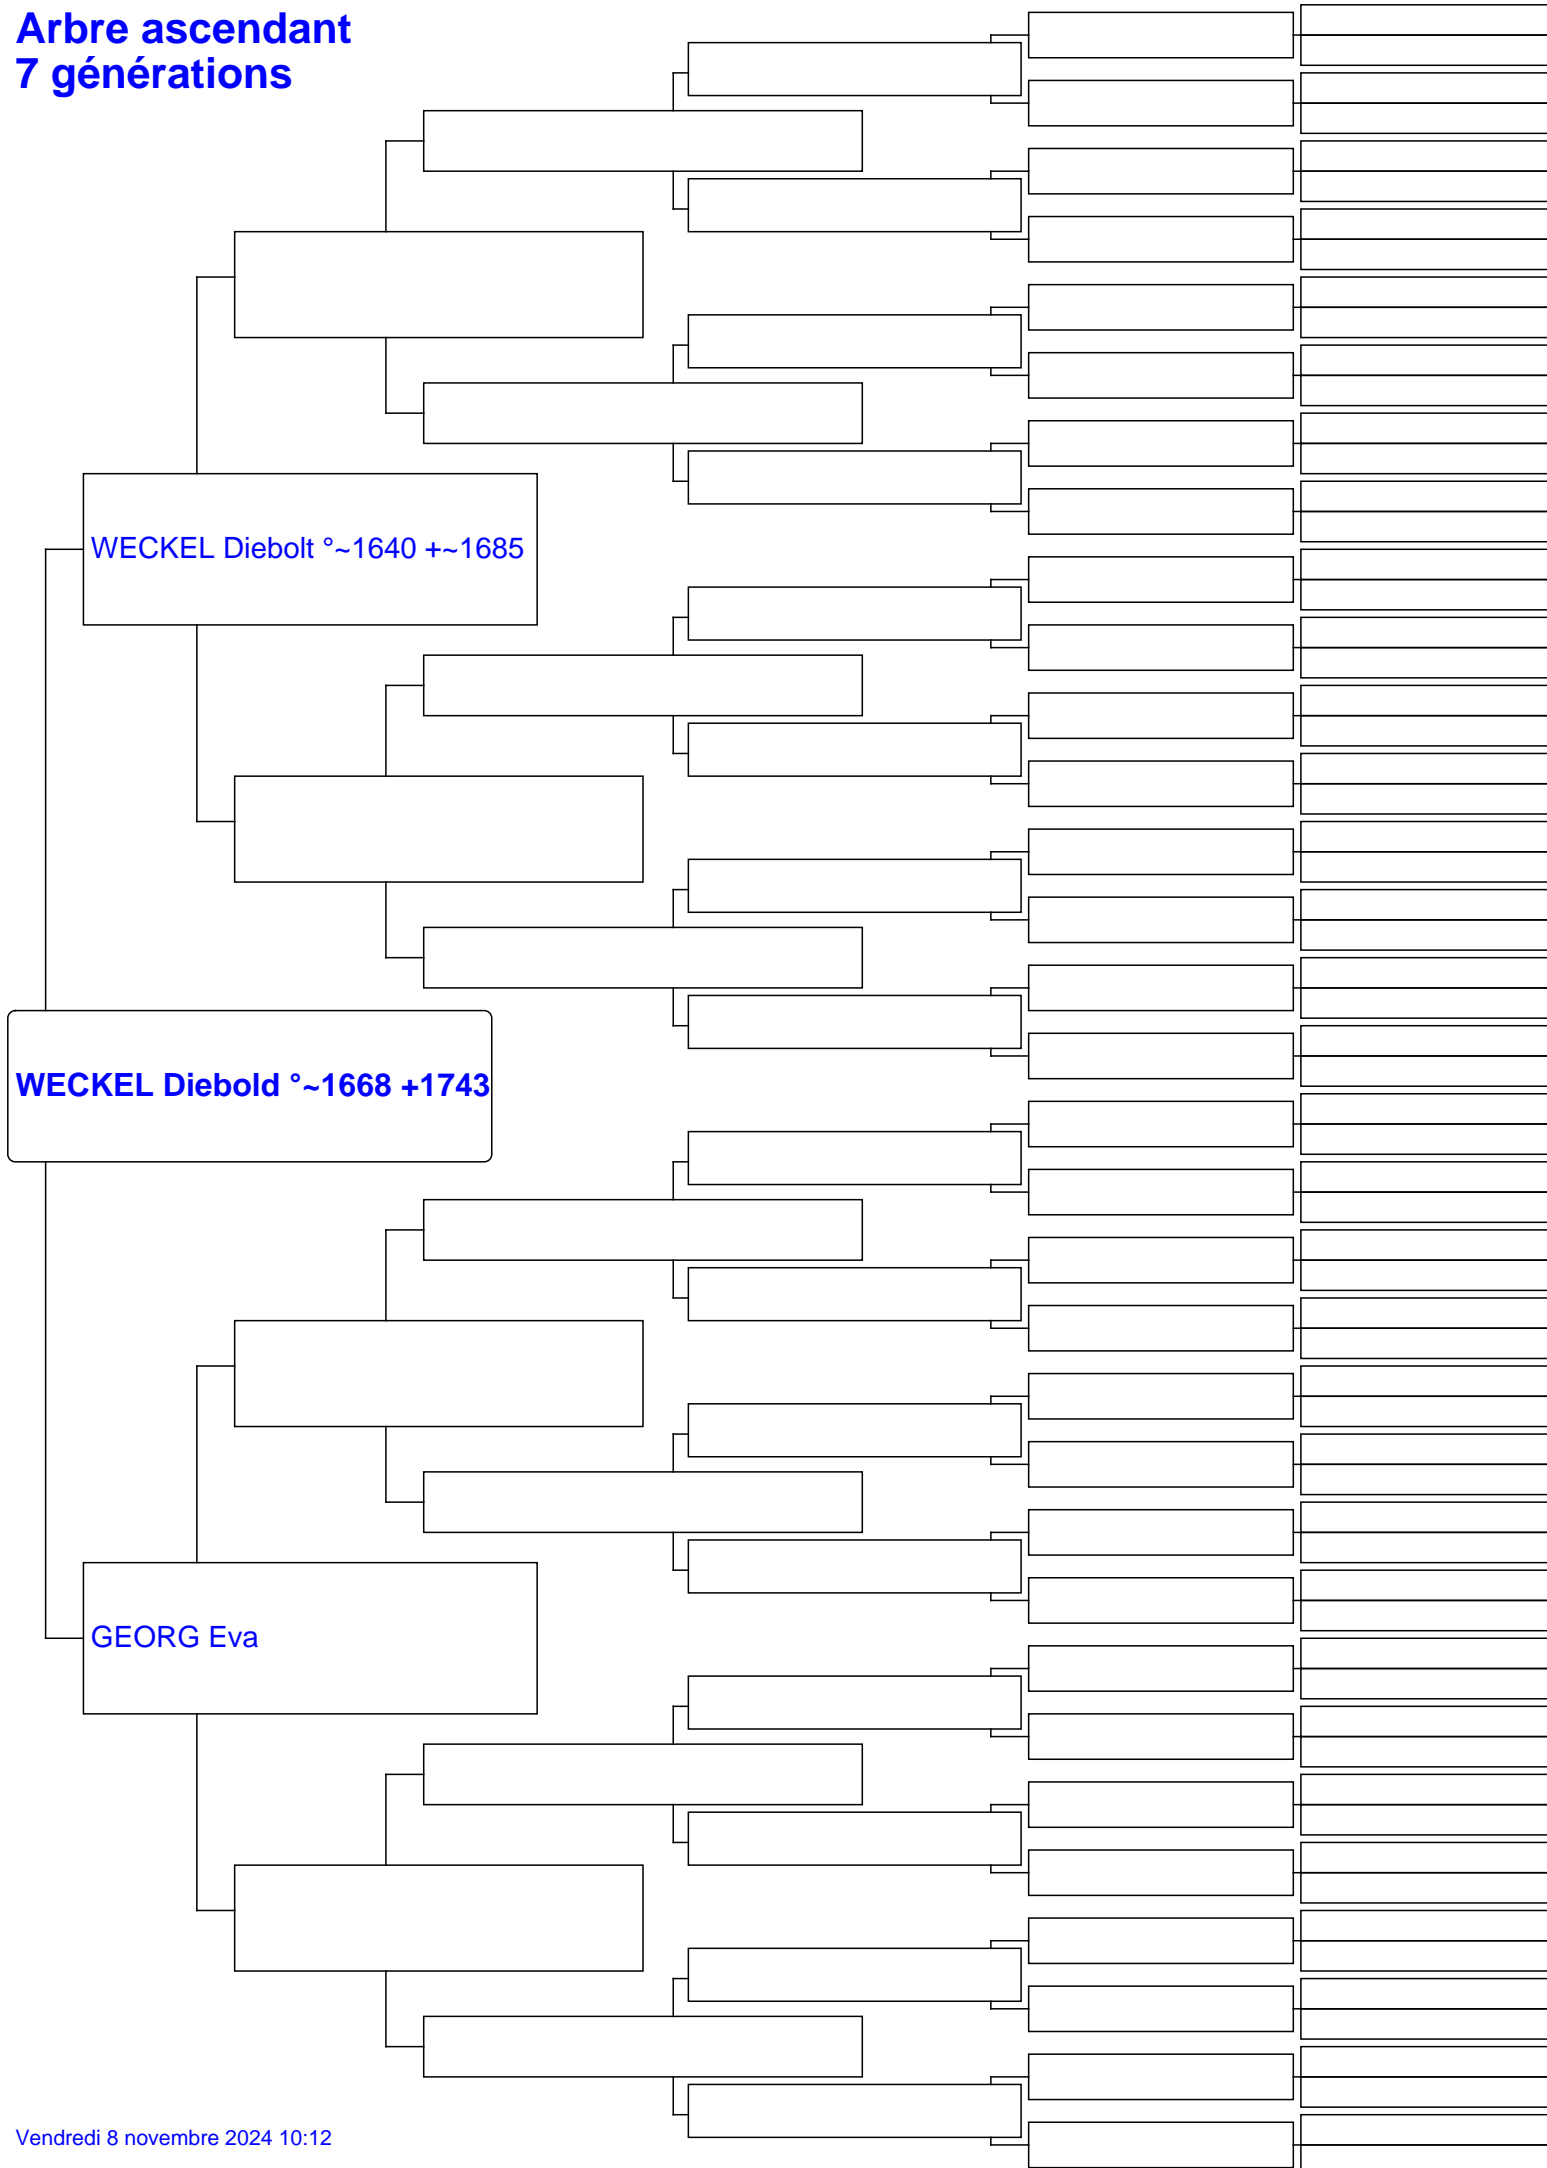 Arbre ascendant
7 générations
WECKEL Diebolt °~1640 +~1685
WECKEL Diebold °~1668 +1743
GEORG Eva
Vendredi 8 novembre 2024 10:12